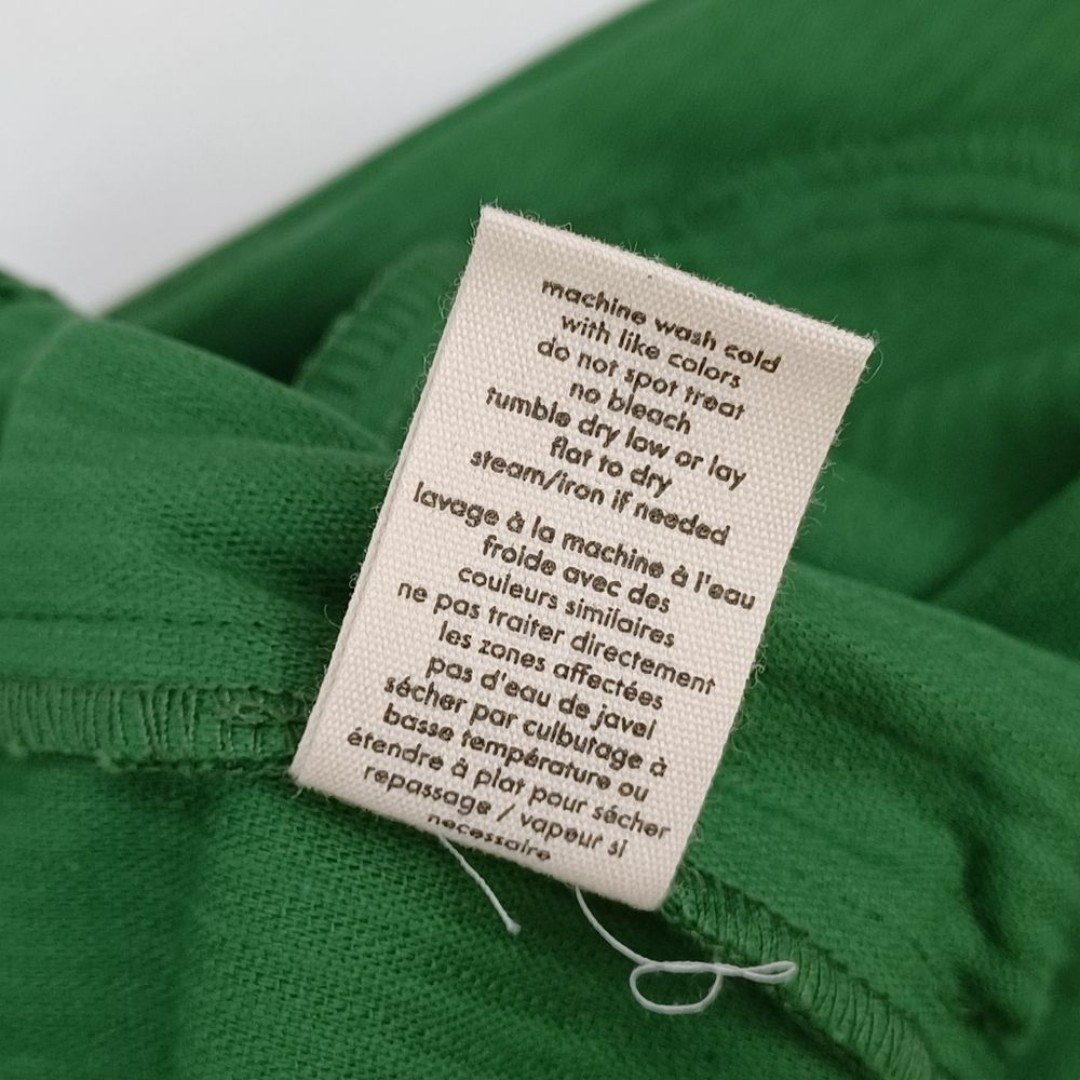 machine wash cold
with like colors
do not spot treat
no bleach
tumble dry low or lay
flat to dry
steam/iron if needed
lavage à la machine à l'eau
froide avec des
couleurs similaires
ne pas traiter directement
les zones affectées
pas d'eau de javel
sécher par culbutage à
basse température ou
étendre à plat pour sécher
repassage / vapeur si
necessaire